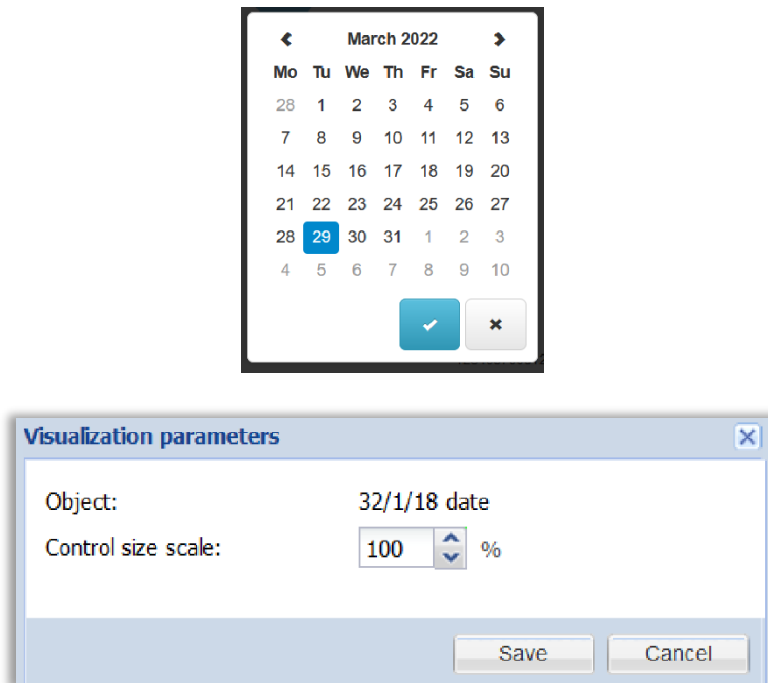 March 2022
Mo Tu We Th Fr Sa Su
28 1 2 3 4 5 6
7 8 9 10 11 12 13
14 15 16 17 18 19 20
21 22 23 24 25 26 27
28 29 30 31 1 2 3
4 5 6 7 8 9 10
Visualization parameters
Object: 32/1/18 date
Control size scale: 100 %
Save Cancel